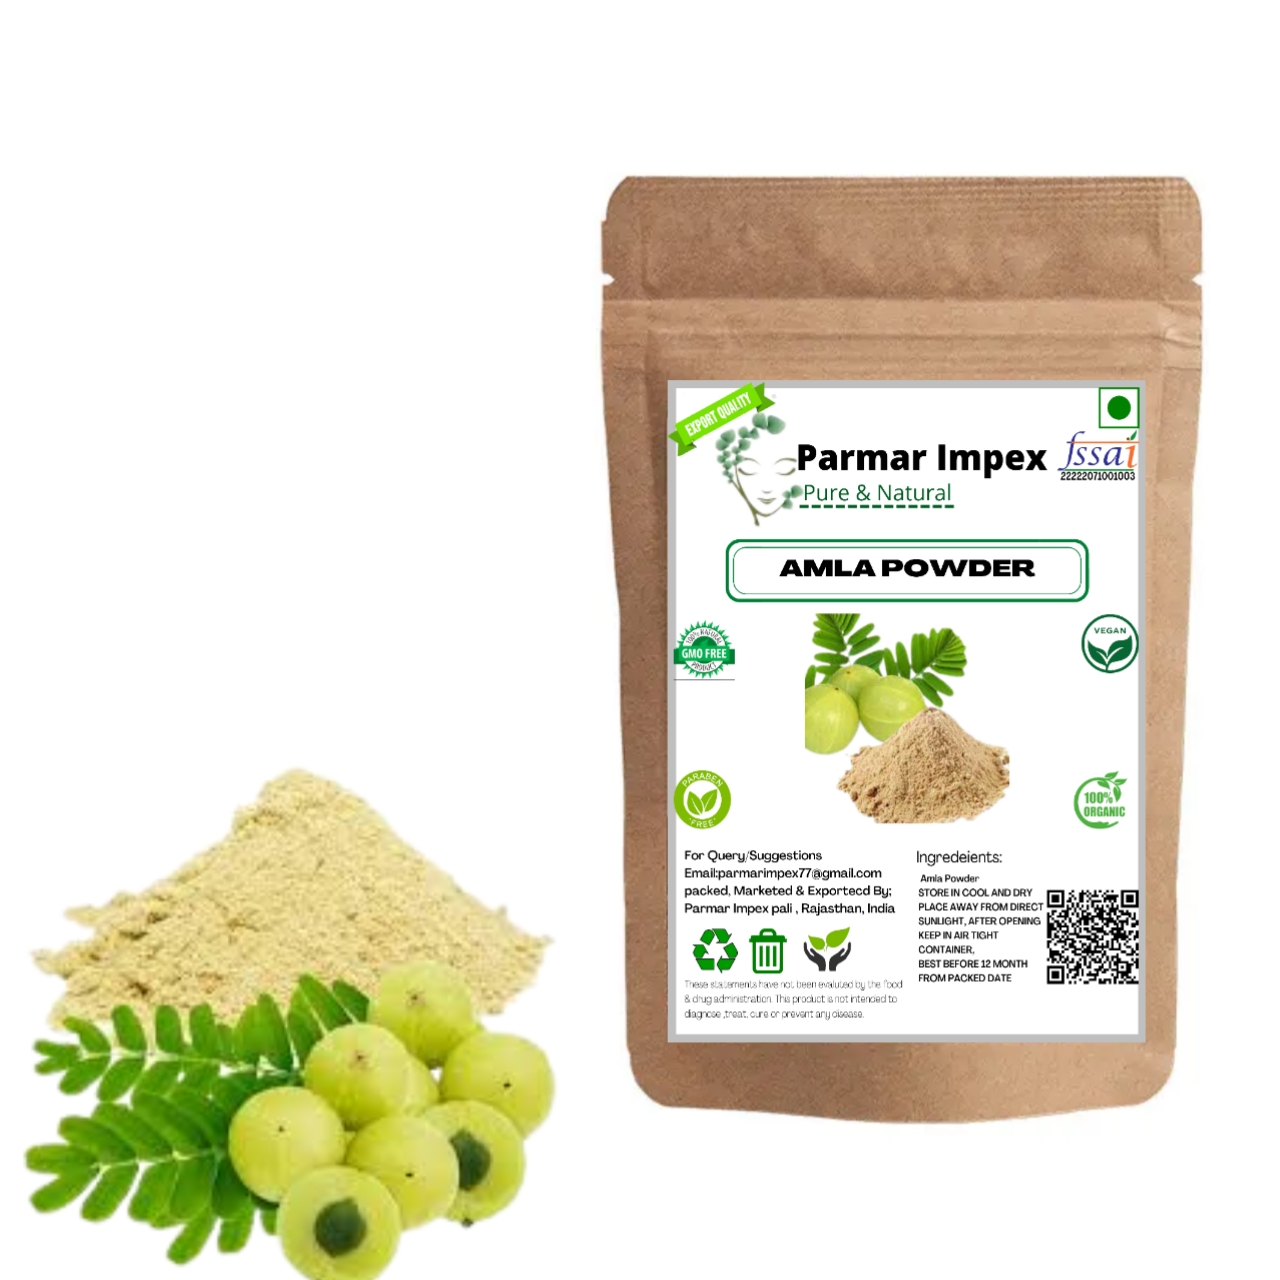 EXPORT QUALITY
Parmar Impex
Pure & Natural
fssai
22222071001003
AMLA POWDER
100% NATURAL
GMO FREE
PRODUCT
VEGAN
PARABEN
FREE
100%
ORGANIC
For Query/Suggestions
Email:parmarimpex77@gmail.com
packed, Marketed & Exportecd By;
Parmar Impex pali , Rajasthan, India
These statements have not been evaluted by the food
& drug administration. This product is not intended to
diagnose ,treat, cure or prevent any disease.
Ingredeients:
Amla Powder
STORE IN COOL AND DRY
PLACE AWAY FROM DIRECT
SUNLIGHT, AFTER OPENING
KEEP IN AIR TIGHT
CONTAINER,
BEST BEFORE 12 MONTH
FROM PACKED DATE